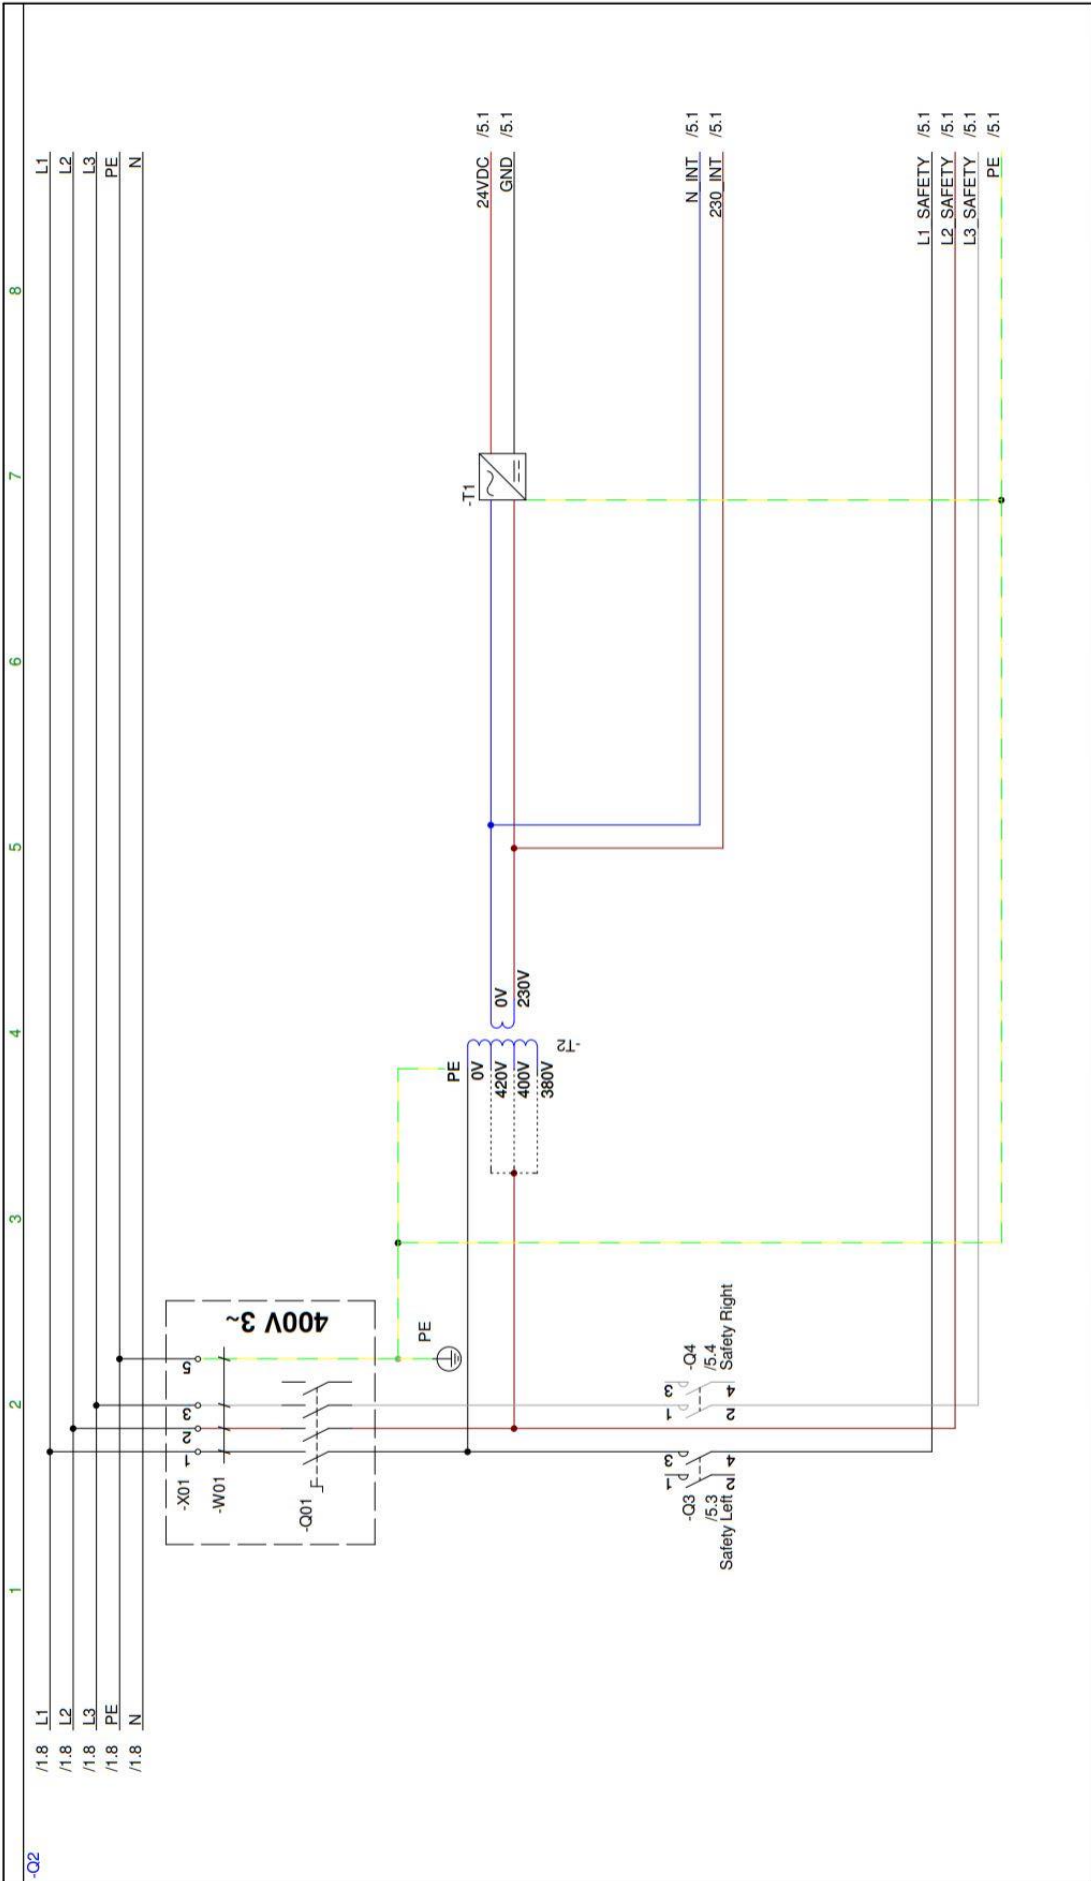 1 2 3 4 5 6 7 8
-Q2
/1.8 L1 L1
/1.8 L2 L2
/1.8 L3 L3
/1.8 PE PE
/1.8 N N
-X01
1 2 3 5
-W01
400V 3~
-Q01
PE
PE
0V
420V
400V
380V
0V
230V
-T2
-T1
24VDC /5.1
GND /5.1
N_INT /5.1
230_INT /5.1
-Q3
/5.3
Safety Left
1 3
2 4
-Q4
/5.4
Safety Right
1 3
2 4
L1_SAFETY /5.1
L2_SAFETY /5.1
L3_SAFETY /5.1
PE /5.1